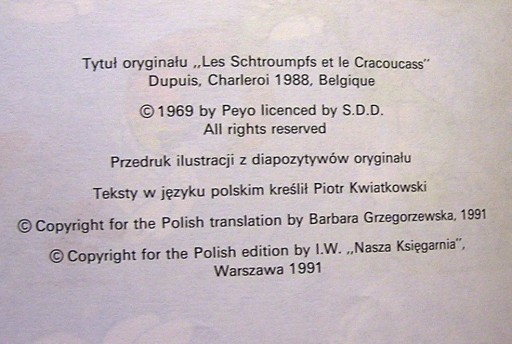 Tytuł oryginału „Les Schtroumpfs et le Cracoucass"
Dupuis, Charleroi 1988, Belgique
© 1969 by Peyo licenced by S.D.D.
All rights reserved
Przedruk ilustracji z diapozytywów oryginału
Teksty w języku polskim kreślił Piotr Kwiatkowski
© Copyright for the Polish translation by Barbara Grzegorzewska, 1991
© Copyright for the Polish edition by I.W. „Nasza Księgarnia",
Warszawa 1991